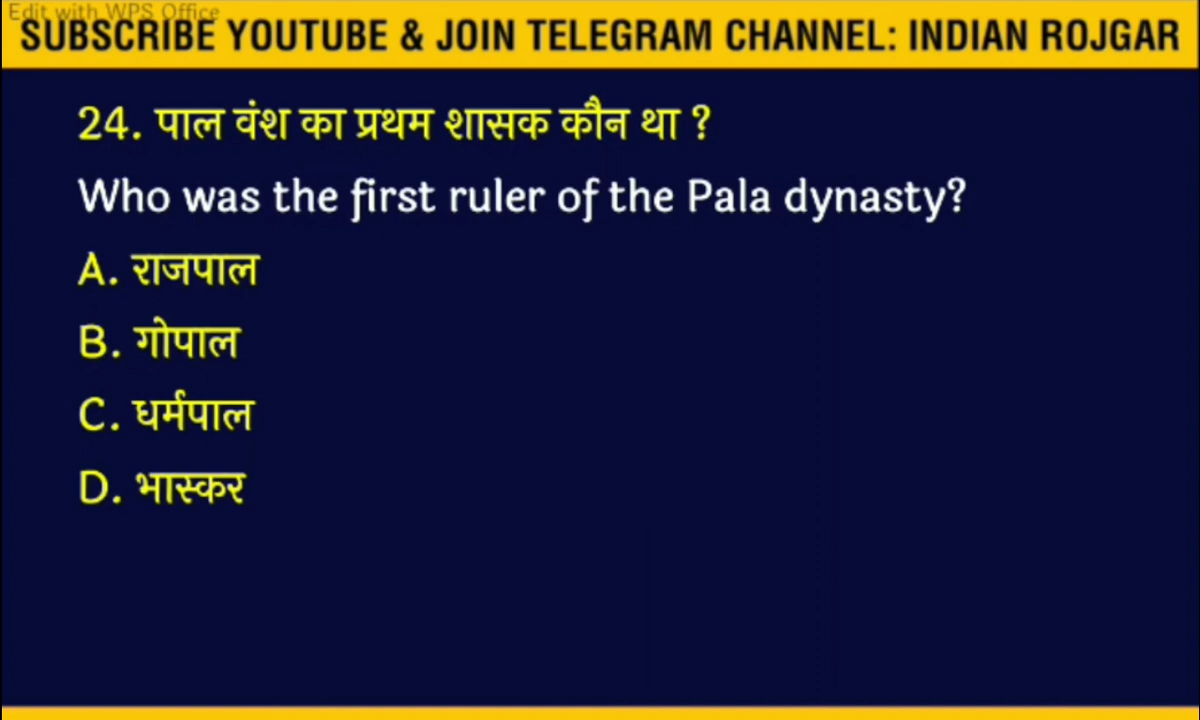 Edit with WPS Office
SUBSCRIBE YOUTUBE & JOIN TELEGRAM CHANNEL: INDIAN ROJGAR
24. पाल वंश का प्रथम शासक कौन था ?
Who was the first ruler of the Pala dynasty?
A. राजपाल
B. गोपाल
C. धर्मपाल
D. भास्कर